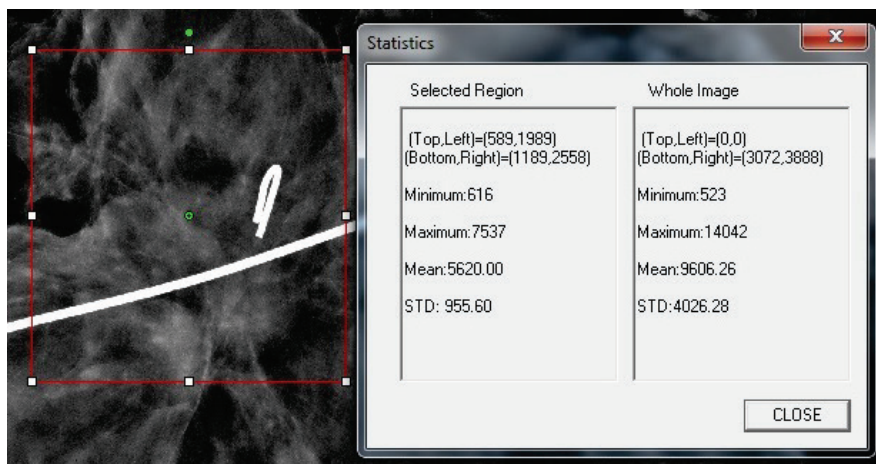 Statistics
Selected Region
(Top,Left)=(589,1989)
(Bottom,Right)=(1189,2558)
Minimum:616
Maximum:7537
Mean:5620.00
STD: 955.60
Whole Image
(Top,Left)=(0,0)
(Bottom,Right)=(3072,3888)
Minimum:523
Maximum:14042
Mean:9606.26
STD:4026.28
CLOSE